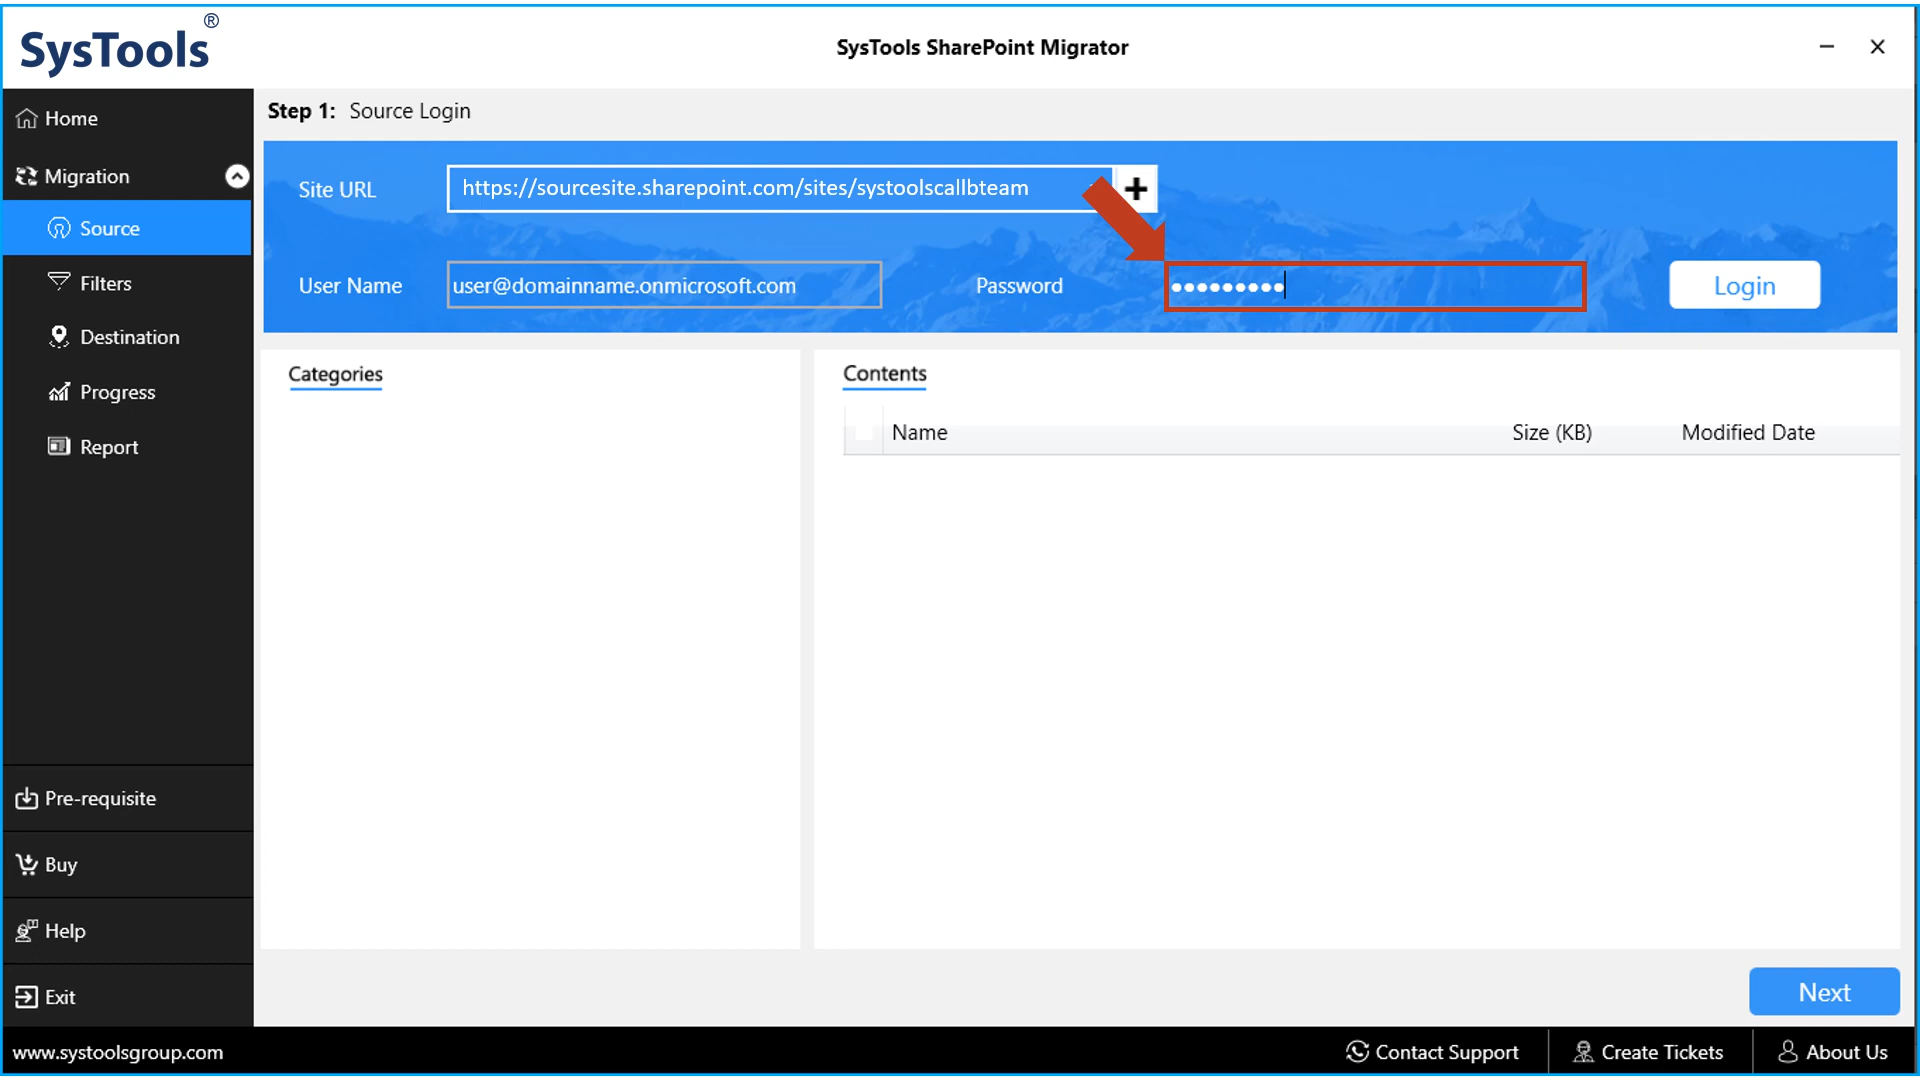 SysTools®
SysTools SharePoint Migrator
Home
Migration
Source
Filters
Destination
Progress
Report
Pre-requisite
Buy
Help
Exit
Step 1: Source Login
Site URL https://sourcesite.sharepoint.com/sites/systoolscallbteam
User Name user@domainname.onmicrosoft.com Password ••••••••• Login
Categories
Contents
Name Size (KB) Modified Date
Next
www.systoolsgroup.com Contact Support Create Tickets About Us